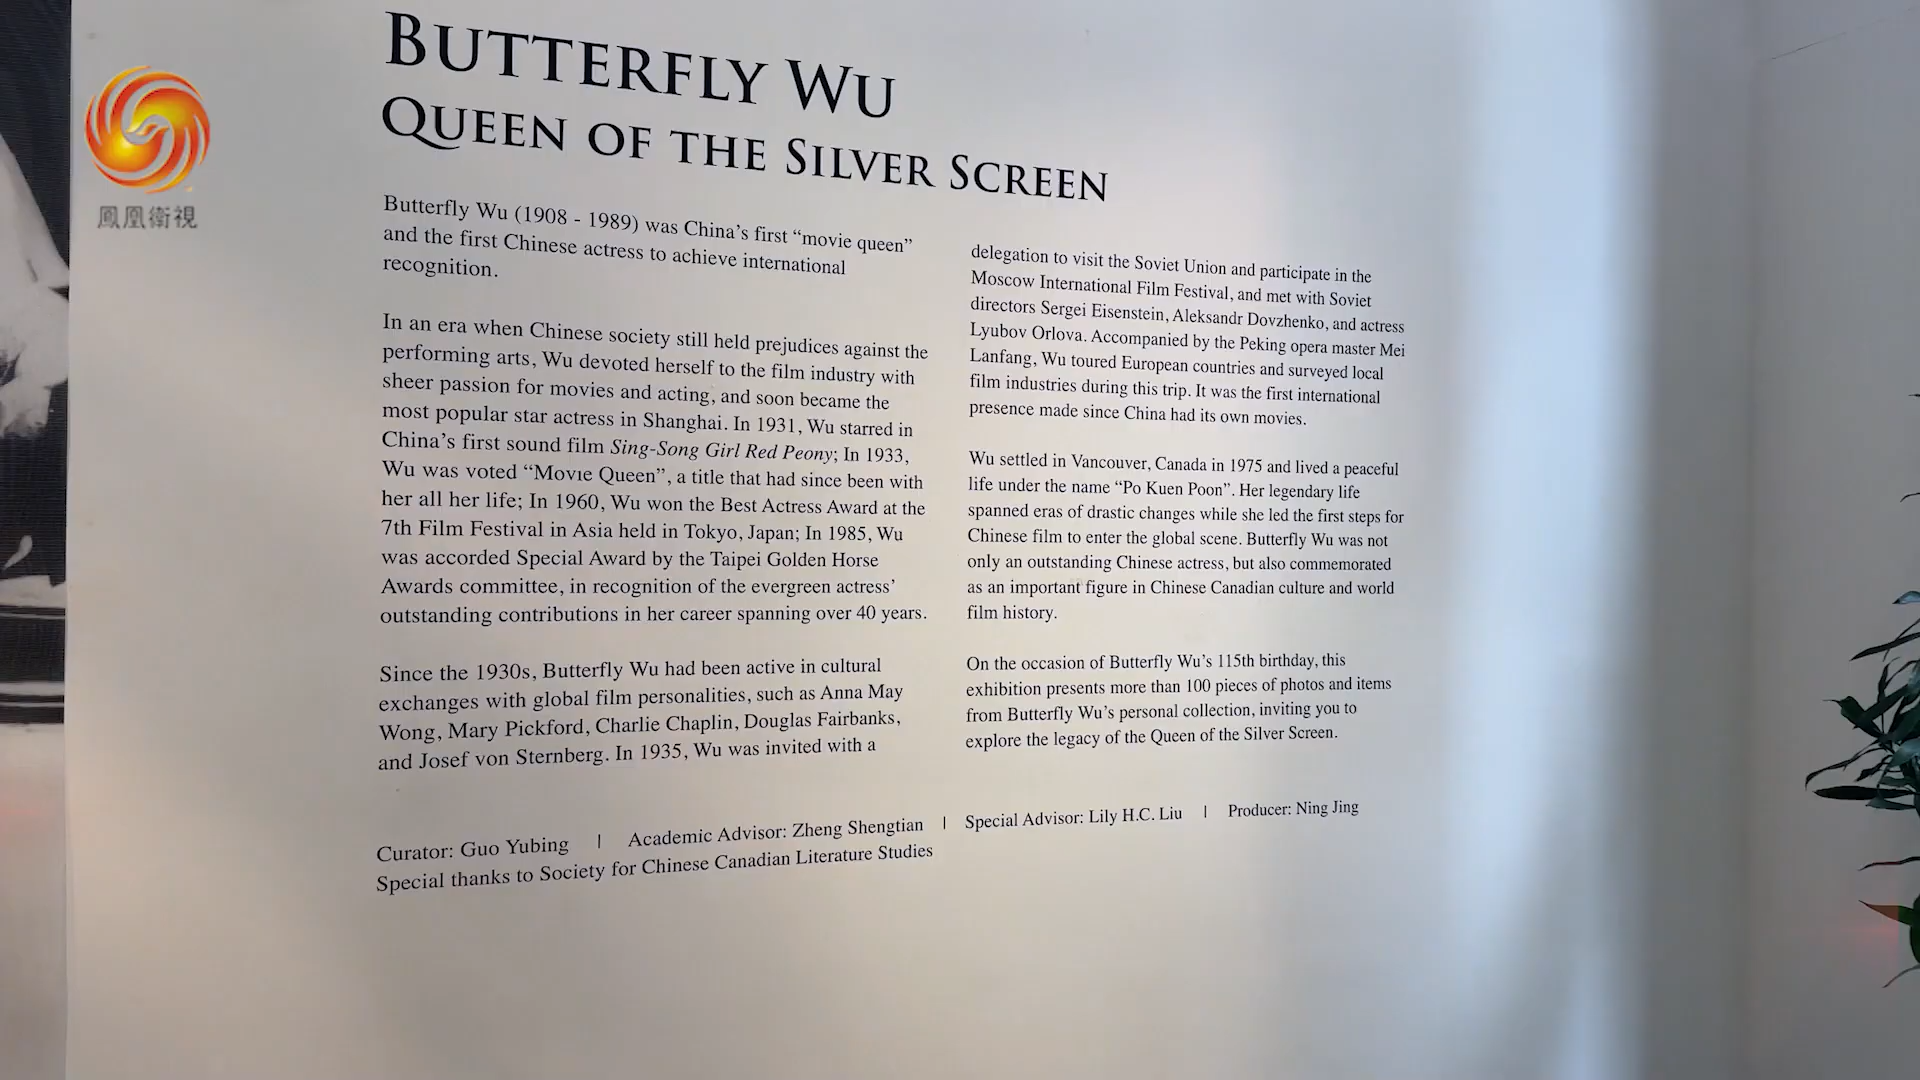 BUTTERFLY WU
QUEEN OF THE SILVER SCREEN
鳳凰衛視
Butterfly Wu (1908 - 1989) was China's first “movie queen”
and the first Chinese actress to achieve international
recognition.
In an era when Chinese society still held prejudices against the
performing arts, Wu devoted herself to the film industry with
sheer passion for movies and acting, and soon became the
most popular star actress in Shanghai. In 1931, Wu starred in
China's first sound film Sing-Song Girl Red Peony; In 1933,
Wu was voted “Movie Queen”, a title that had since been with
her all her life; In 1960, Wu won the Best Actress Award at the
7th Film Festival in Asia held in Tokyo, Japan; In 1985, Wu
was accorded Special Award by the Taipei Golden Horse
Awards committee, in recognition of the evergreen actress’
outstanding contributions in her career spanning over 40 years.
Since the 1930s, Butterfly Wu had been active in cultural
exchanges with global film personalities, such as Anna May
Wong, Mary Pickford, Charlie Chaplin, Douglas Fairbanks,
and Josef von Sternberg. In 1935, Wu was invited with a
delegation to visit the Soviet Union and participate in the
Moscow International Film Festival, and met with Soviet
directors Sergei Eisenstein, Aleksandr Dovzhenko, and actress
Lyubov Orlova. Accompanied by the Peking opera master Mei
Lanfang, Wu toured European countries and surveyed local
film industries during this trip. It was the first international
presence made since China had its own movies.
Wu settled in Vancouver, Canada in 1975 and lived a peaceful
life under the name “Po Kuen Poon”. Her legendary life
spanned eras of drastic changes while she led the first steps for
Chinese film to enter the global scene. Butterfly Wu was not
only an outstanding Chinese actress, but also commemorated
as an important figure in Chinese Canadian culture and world
film history.
On the occasion of Butterfly Wu's 115th birthday, this
exhibition presents more than 100 pieces of photos and items
from Butterfly Wu's personal collection, inviting you to
explore the legacy of the Queen of the Silver Screen.
Curator: Guo Yubing | Academic Advisor: Zheng Shengtian | Special Advisor: Lily H.C. Liu | Producer: Ning Jing
Special thanks to Society for Chinese Canadian Literature Studies